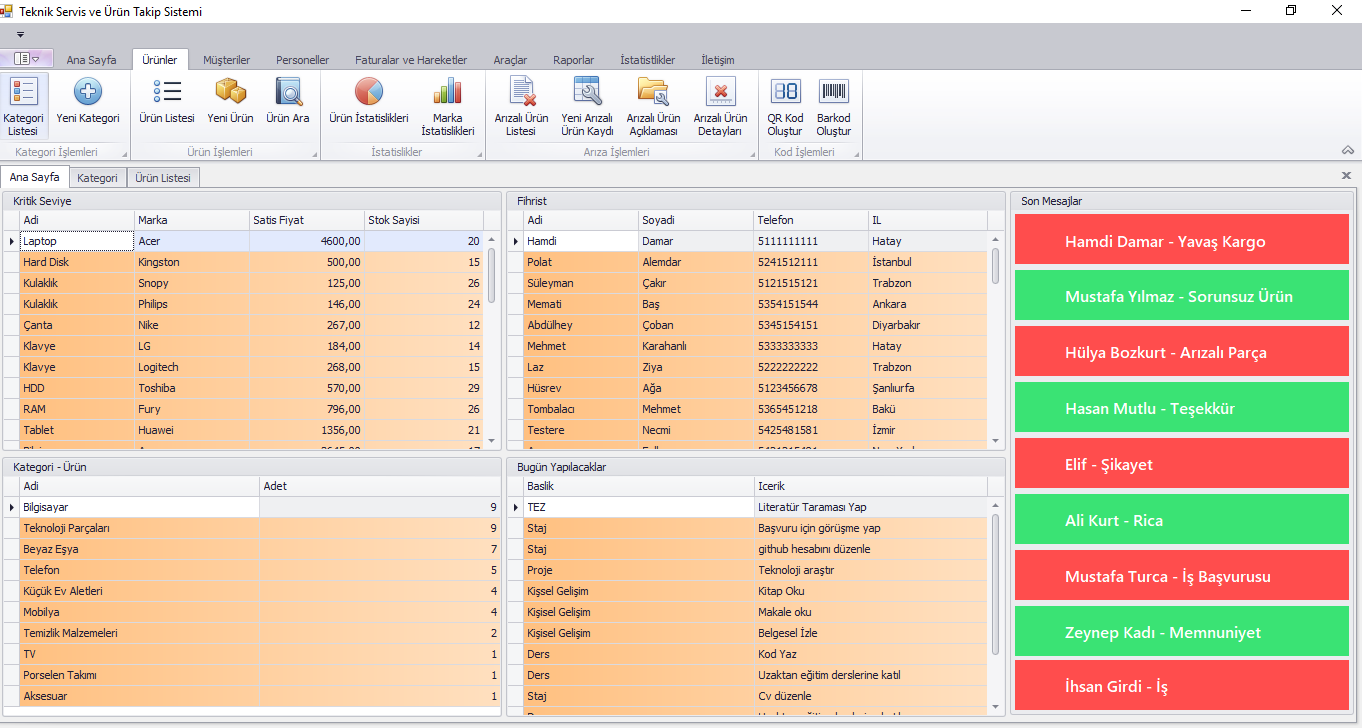 Teknik Servis ve Ürün Takip Sistemi
Ana Sayfa Ürünler Müşteriler Personeller Faturalar ve Hareketler Araçlar Raporlar İstatistlikler İletişim
Kategori Listesi Yeni Kategori Ürün Listesi Yeni Ürün Ürün Ara Ürün İstatislikleri Marka İstatislikleri Arızalı Ürün Listesi Yeni Arızalı Ürün Kaydı Arızalı Ürün Açıklaması Arızalı Ürün Detayları QR Kod Oluştur Barkod Oluştur
Kategori İşlemleri Ürün İşlemleri İstatislikler Arıza İşlemleri Kod İşlemleri
Ana Sayfa Kategori Ürün Listesi
Kritik Seviye
Adi Marka Satis Fiyat Stok Sayisi
Laptop Acer 4600,00 20
Hard Disk Kingston 500,00 15
Kulaklık Snopy 125,00 26
Kulaklık Philips 146,00 24
Çanta Nike 267,00 12
Klavye LG 184,00 14
Klavye Logitech 268,00 15
HDD Toshiba 570,00 29
RAM Fury 796,00 26
Tablet Huawei 1356,00 21
Fihrist
Adi Soyadi Telefon IL
Hamdi Damar 5111111111 Hatay
Polat Alemdar 5241512111 İstanbul
Süleyman Çakır 5121515121 Trabzon
Memati Baş 5354151544 Ankara
Abdülhey Çoban 5345154151 Diyarbakır
Mehmet Karahanlı 5333333333 Hatay
Laz Ziya 5222222222 Trabzon
Hüsrev Ağa 5123456678 Şanlıurfa
Tombalacı Mehmet 5365451218 Bakü
Testere Necmi 5425481581 İzmir
Kategori - Ürün
Adi Adet
Bilgisayar 9
Teknoloji Parçaları 9
Beyaz Eşya 7
Telefon 5
Küçük Ev Aletleri 4
Mobilya 4
Temizlik Malzemeleri 2
TV 1
Porselen Takımı 1
Aksesuar 1
Bugün Yapılacaklar
Baslik Icerik
TEZ Literatür Taraması Yap
Staj Başvuru için görüşme yap
Staj github hesabını düzenle
Proje Teknoloji araştır
Kişsel Gelişim Kitap Oku
Kişisel Gelişim Makale oku
Kişisel Gelişim Belgesel İzle
Ders Kod Yaz
Ders Uzaktan eğitim derslerine katıl
Staj Cv düzenle
Son Mesajlar
Hamdi Damar - Yavaş Kargo
Mustafa Yılmaz - Sorunsuz Ürün
Hülya Bozkurt - Arızalı Parça
Hasan Mutlu - Teşekkür
Elif - Şikayet
Ali Kurt - Rica
Mustafa Turca - İş Başvurusu
Zeynep Kadı - Memnuniyet
İhsan Girdi - İş